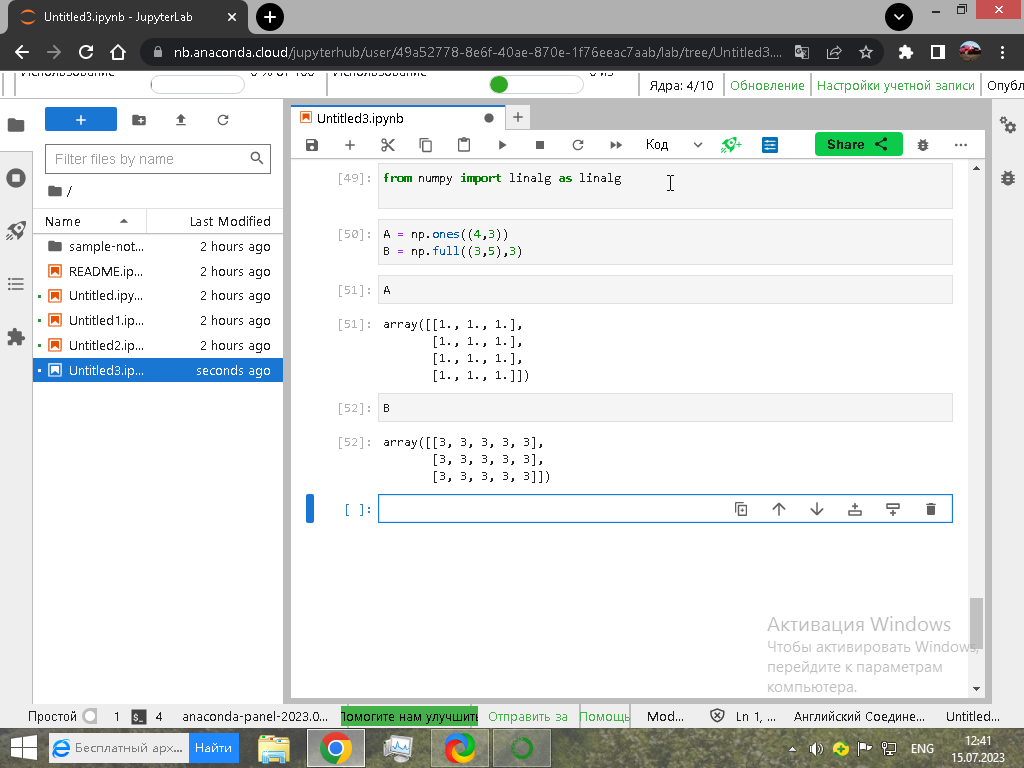 Untitled3.ipynb - JupyterLab
nb.anaconda.cloud/jupyterhub/user/49a52778-8e6f-40ae-870e-1f76eeac7aab/lab/tree/Untitled3....
Использование 0 % от 100 Использование 0 из
Ядра: 4/10 Обновление Настройки учетной записи Опубл
Untitled3.ipynb
Код Share
Filter files by name
/
Name Last Modified
sample-not... 2 hours ago
README.ip... 2 hours ago
Untitled.ipy... 2 hours ago
Untitled1.ip... 2 hours ago
Untitled2.ip... 2 hours ago
Untitled3.ip... seconds ago
[49]: from numpy import linalg as linalg
[50]: A = np.ones((4,3))
B = np.full((3,5),3)
[51]: A
[51]: array([[1., 1., 1.],
[1., 1., 1.],
[1., 1., 1.],
[1., 1., 1.]])
[52]: B
[52]: array([[3, 3, 3, 3, 3],
[3, 3, 3, 3, 3],
[3, 3, 3, 3, 3]])
[ ]:
Активация Windows
Чтобы активировать Windows,
перейдите к параметрам
компьютера.
Простой 1 $_ 4 anaconda-panel-2023.0... Помогите нам улучшить Отправить за Помощь Mod... Ln 1, ... Английский Соедине... Untitled...
Бесплатный арх... Найти
ENG
12:41
15.07.2023